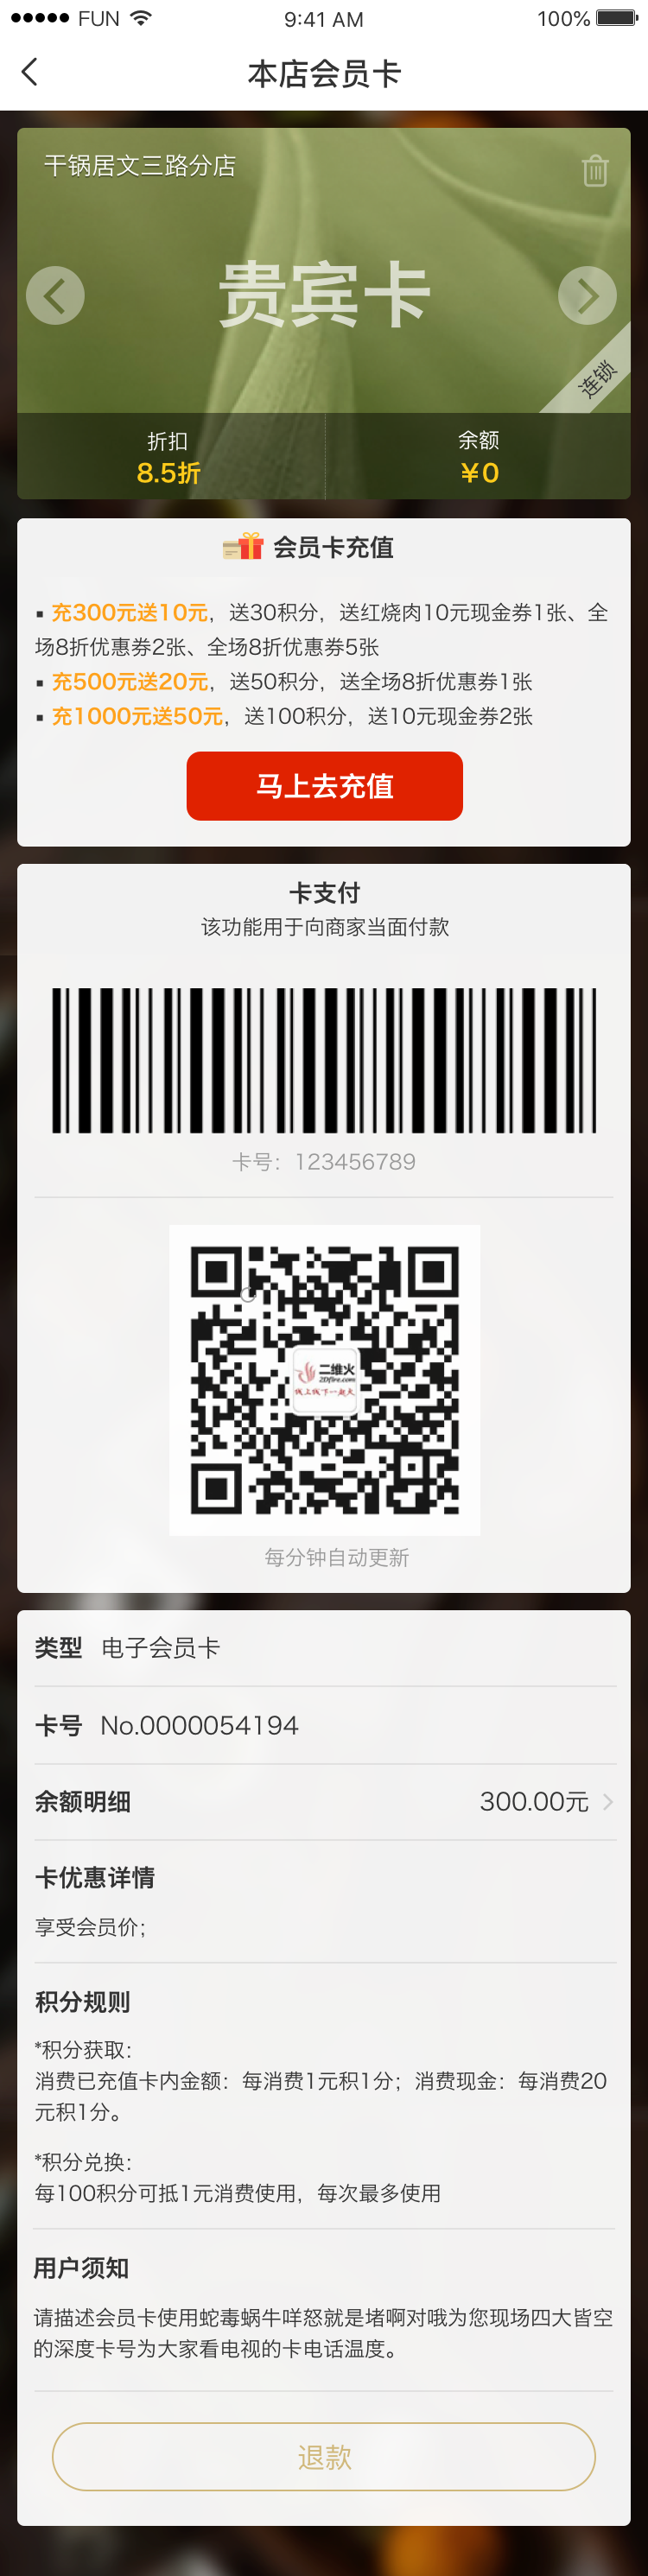 ●●●●● FUN 9:41 AM 100%
本店会员卡
干锅居文三路分店
贵宾卡
连锁
折扣 余额
8.5折 ￥0
会员卡充值
▪ 充300元送10元，送30积分，送红烧肉10元现金券1张、全
场8折优惠券2张、全场8折优惠券5张
▪ 充500元送20元，送50积分，送全场8折优惠券1张
▪ 充1000元送50元，送100积分，送10元现金券2张
马上去充值
卡支付
该功能用于向商家当面付款
卡号：123456789
二维火
2Dfire.com
线上线下一起火
每分钟自动更新
类型 电子会员卡
卡号 No.0000054194
余额明细 300.00元
卡优惠详情
享受会员价；
积分规则
*积分获取：
消费已充值卡内金额：每消费1元积1分；消费现金：每消费20
元积1分。
*积分兑换：
每100积分可抵1元消费使用，每次最多使用
用户须知
请描述会员卡使用蛇毒蜗牛咩怒就是堵啊对哦为您现场四大皆空
的深度卡号为大家看电视的卡电话温度。
退款